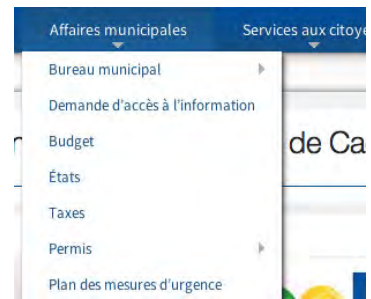 Affaires municipales Services aux citoye
Bureau municipal
Demande d'accès à l'information
Budget
de Ca
États
Taxes
Permis
Plan des mesures d'urgence